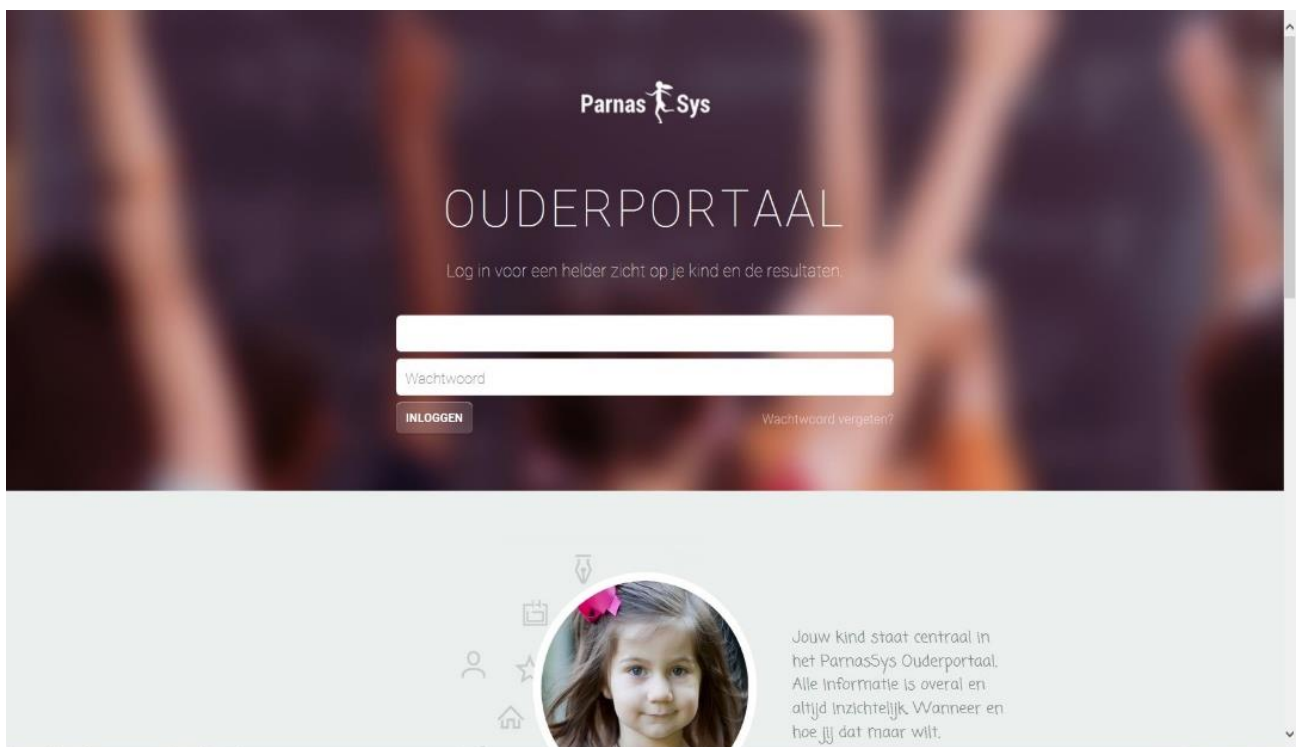 Parnas Sys
OUDERPORTAAL
Log in voor een helder zicht op je kind en de resultaten.
Wachtwoord
INLOGGEN
Wachtwoord vergeten?
Jouw kind staat centraal in
het ParnasSys Ouderportaal.
Alle informatie is overal en
altijd inzichtelijk. Wanneer en
hoe jij dat maar wilt.